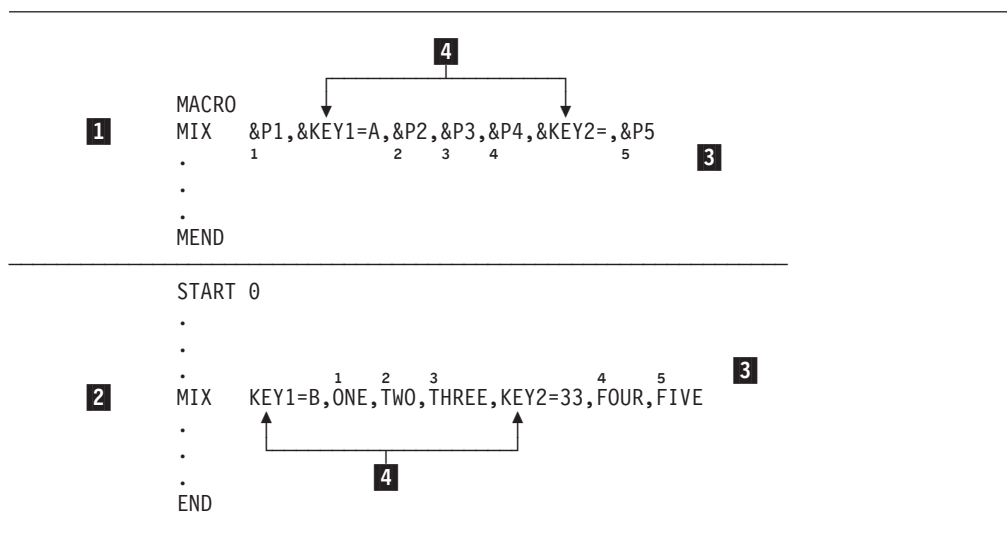 4
MACRO
1 MIX &P1,&KEY1=A,&P2,&P3,&P4,&KEY2=,&P5
. 1 2 3 4 5 3
.
.
MEND
START 0
.
.
. 1 2 3 4 5 3
2 MIX KEY1=B,ONE,TWO,THREE,KEY2=33,FOUR,FIVE
.
.
4
.
END